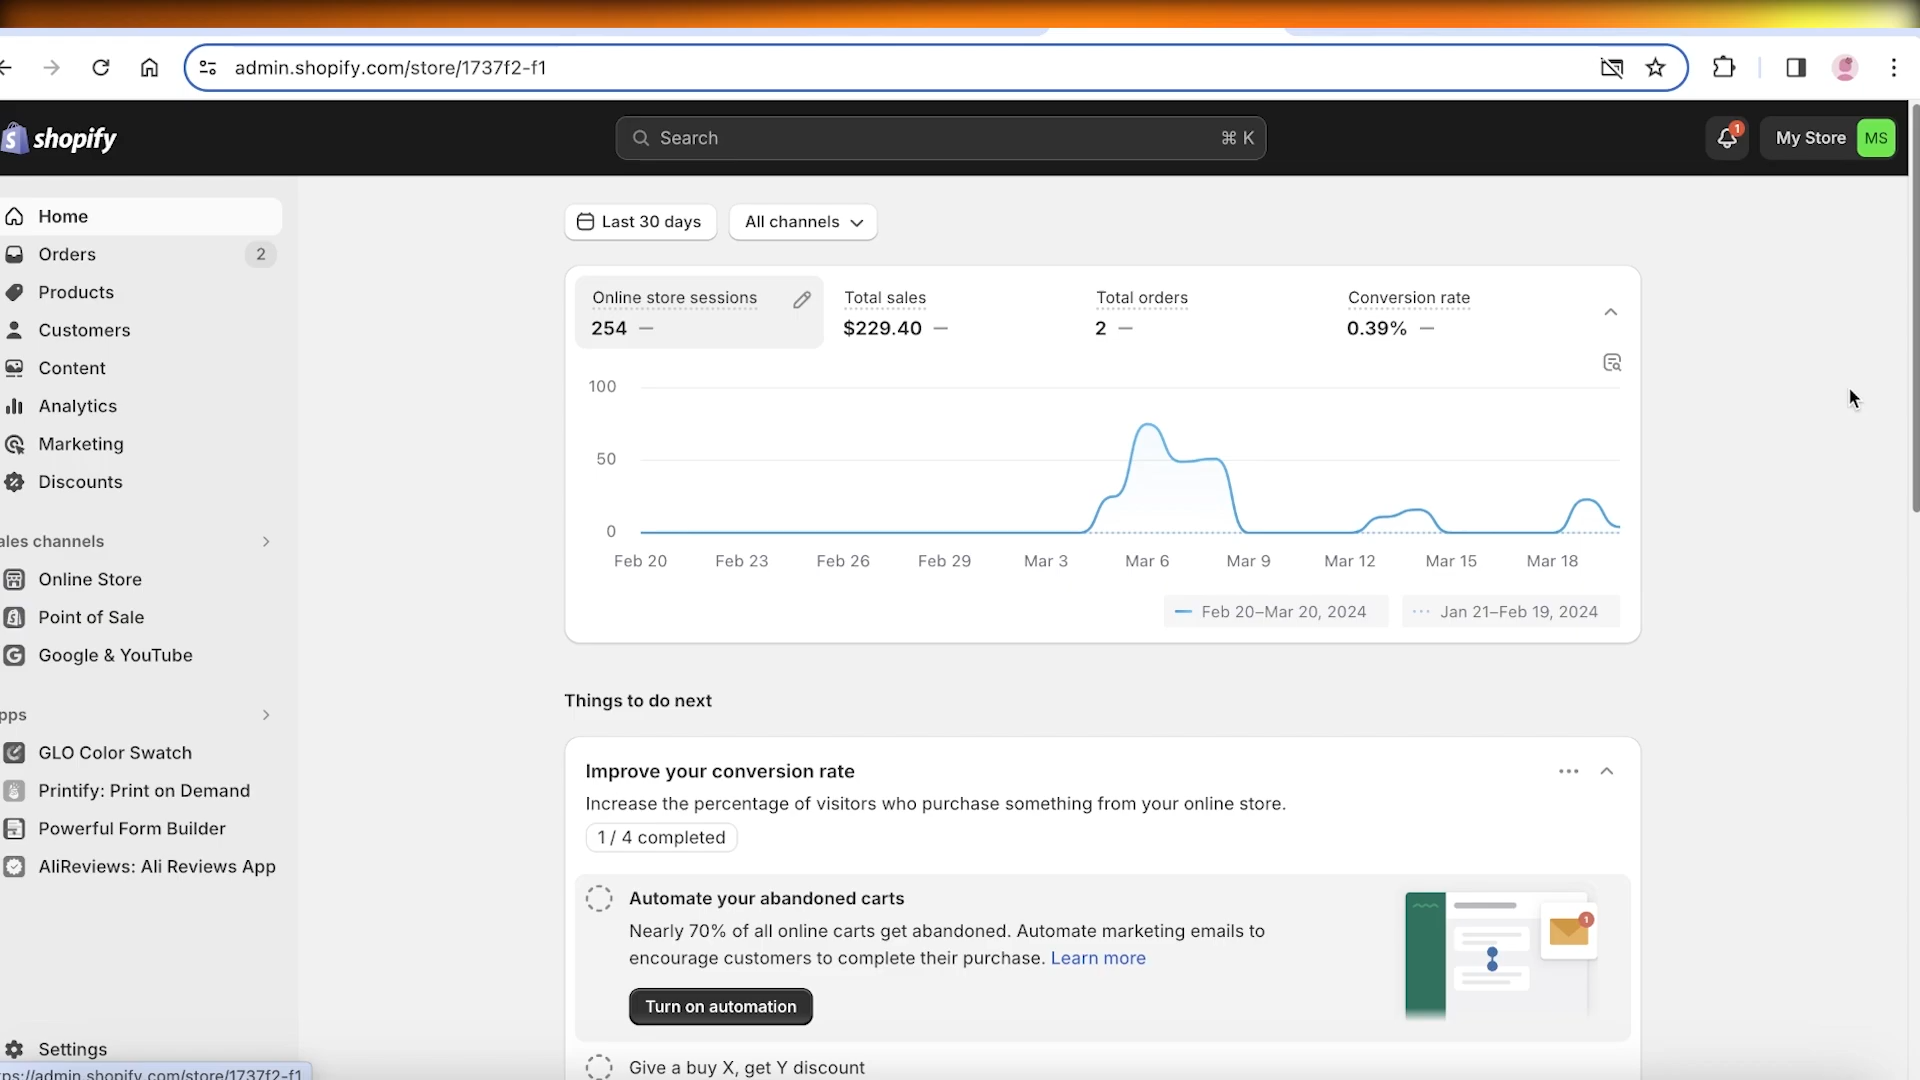 admin.shopify.com/store/1737f2-f1
shopify
Search
⌘ K
1
My Store
MS
Home
Orders
2
Products
Customers
Content
Analytics
Marketing
Discounts
ales channels
Online Store
Point of Sale
Google & YouTube
pps
GLO Color Swatch
Printify: Print on Demand
Powerful Form Builder
AliReviews: Ali Reviews App
Settings
ps://admin.shopify.com/store/1737f2-f1
Last 30 days
All channels
Online store sessions
254 —
Total sales
$229.40 —
Total orders
2 —
Conversion rate
0.39% —
100
50
0
Feb 20 Feb 23 Feb 26 Feb 29 Mar 3 Mar 6 Mar 9 Mar 12 Mar 15 Mar 18
Feb 20–Mar 20, 2024
Jan 21–Feb 19, 2024
Things to do next
Improve your conversion rate
Increase the percentage of visitors who purchase something from your online store.
1 / 4 completed
Automate your abandoned carts
Nearly 70% of all online carts get abandoned. Automate marketing emails to
encourage customers to complete their purchase. Learn more
1
Turn on automation
Give a buy X, get Y discount